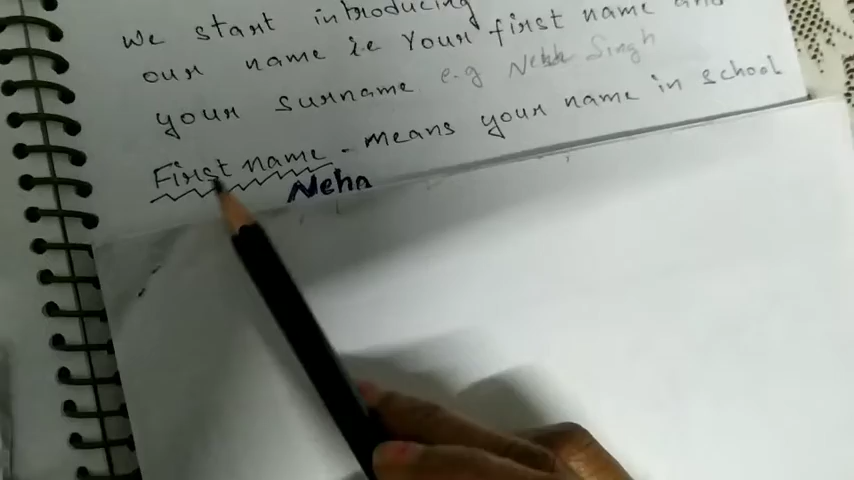 We start introducing
our name ie Your first name and
your surname e.g Neha Singh
First name - means your name in school
Neha